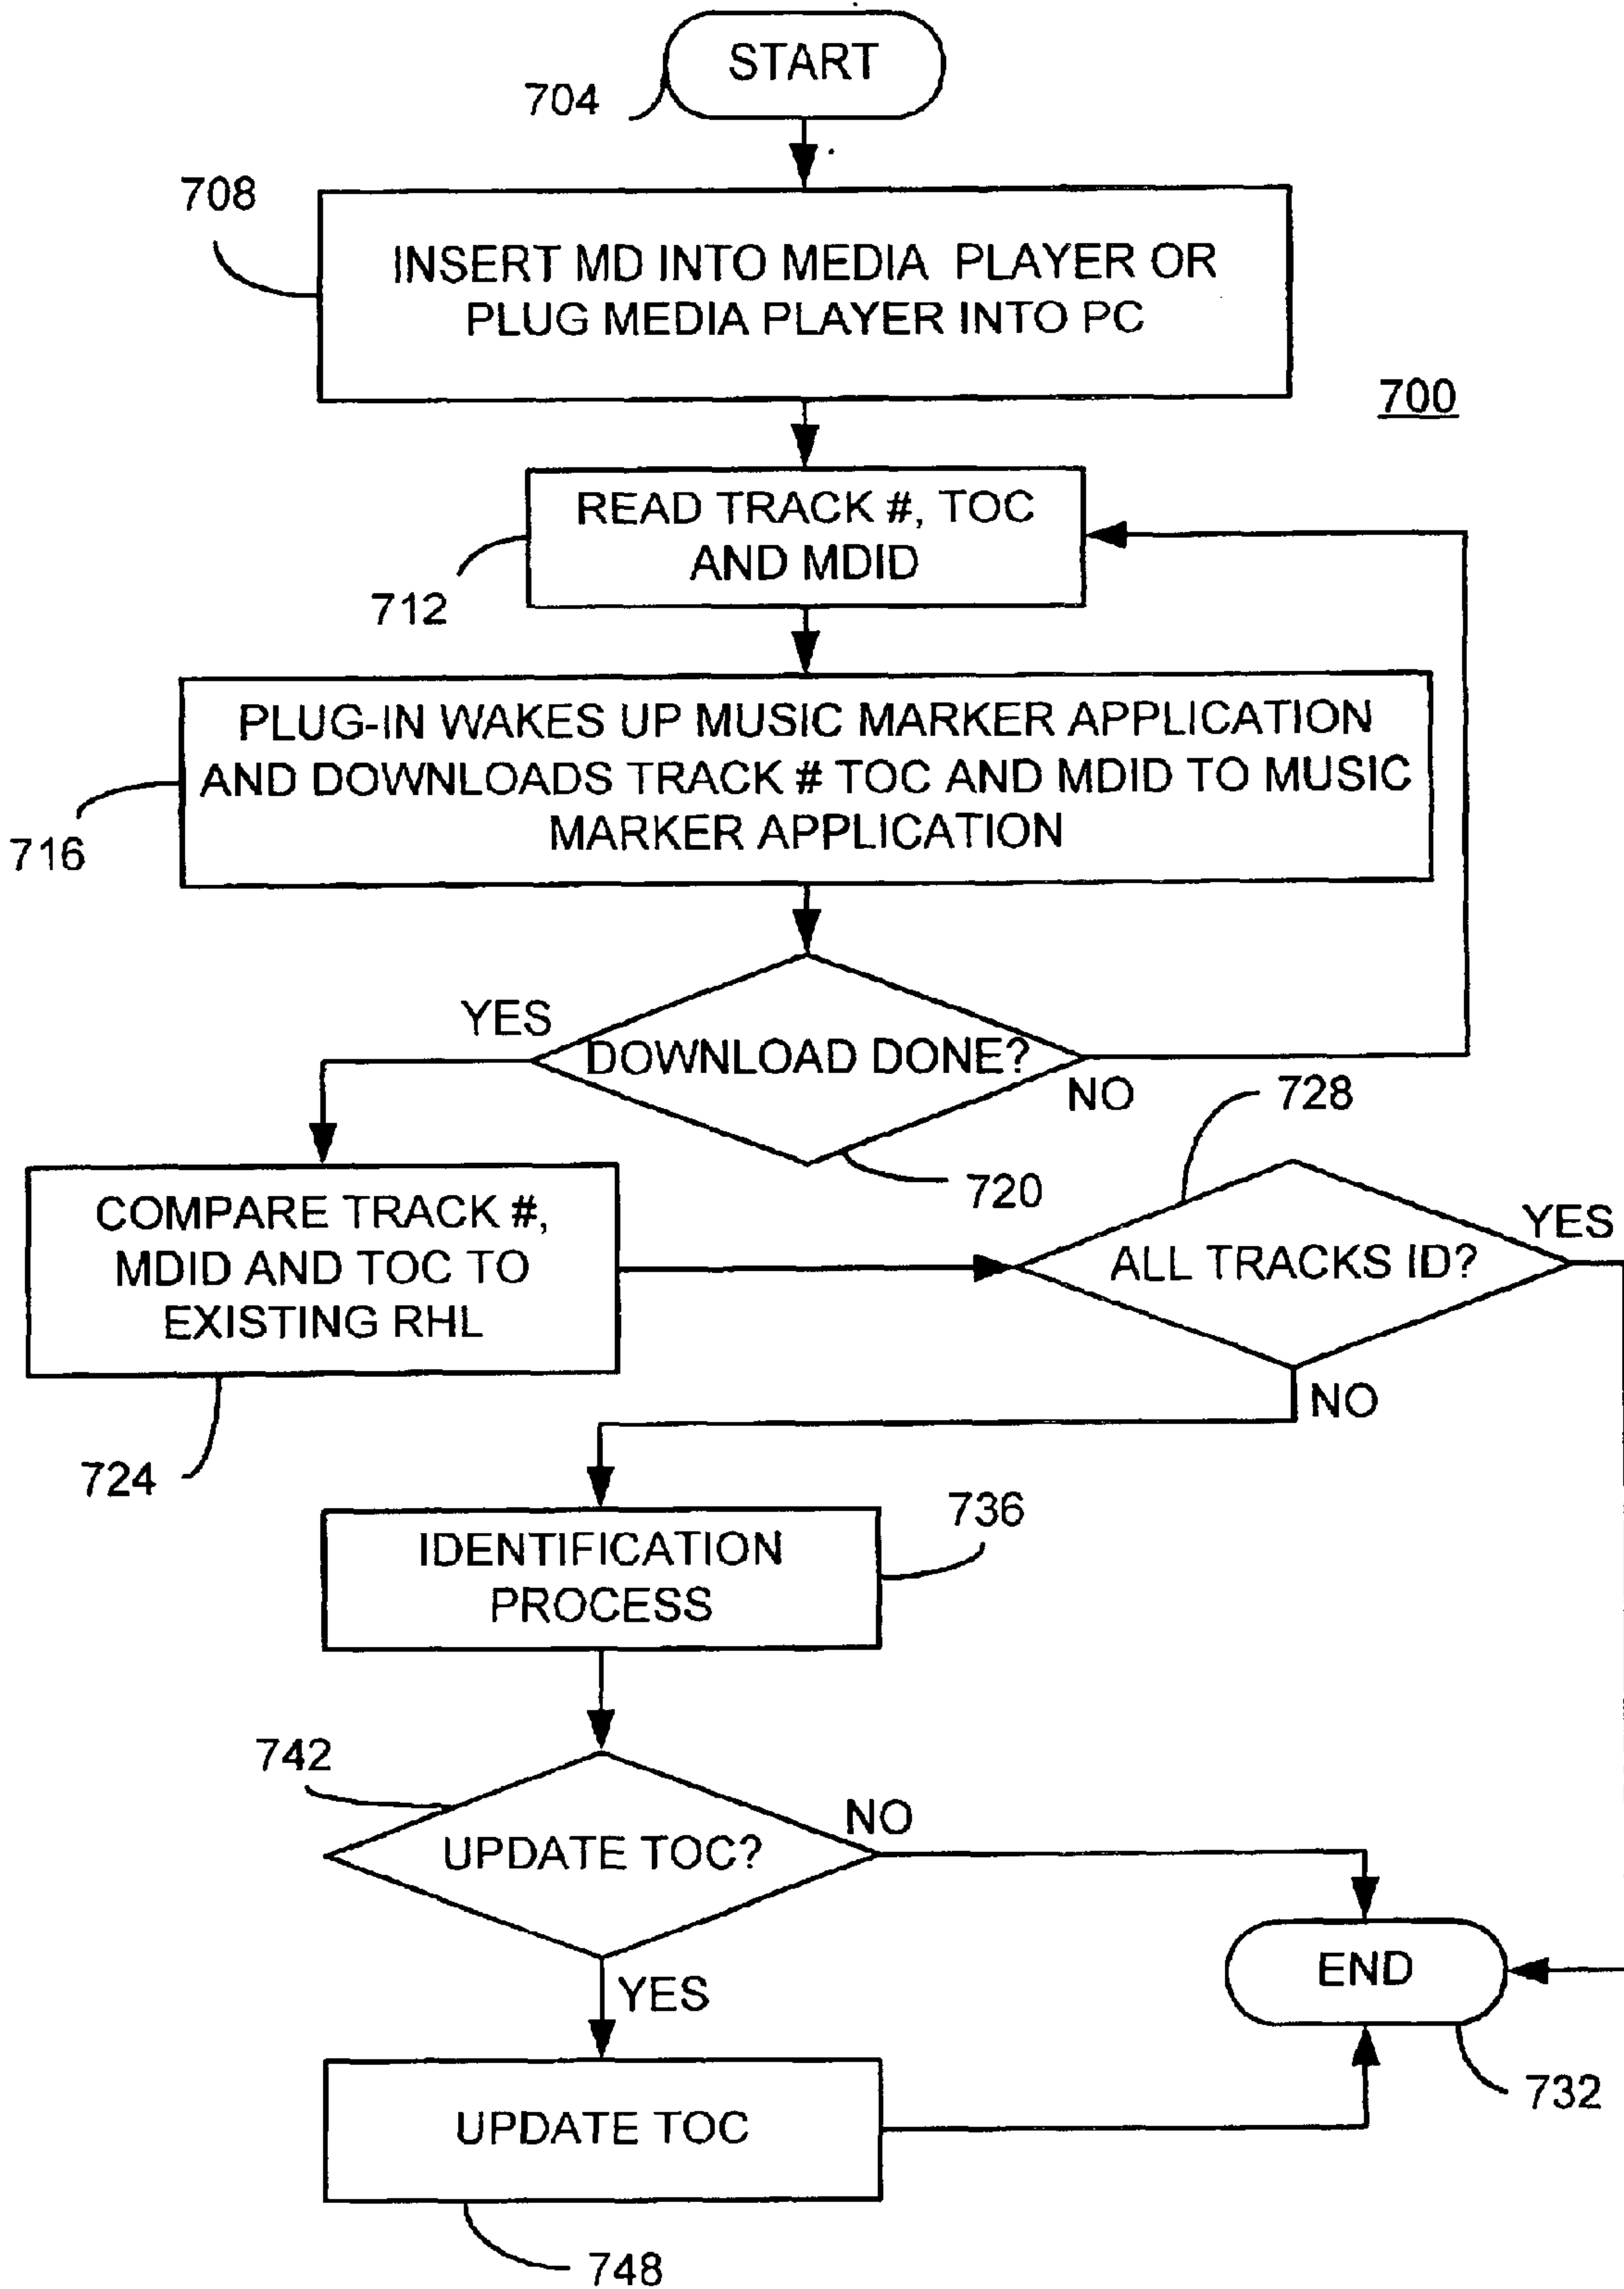 START
704
708
INSERT MD INTO MEDIA PLAYER OR
PLUG MEDIA PLAYER INTO PC
700
READ TRACK #, TOC
AND MDID
712
PLUG-IN WAKES UP MUSIC MARKER APPLICATION
AND DOWNLOADS TRACK # TOC AND MDID TO MUSIC
MARKER APPLICATION
716
YES
DOWNLOAD DONE?
NO
728
720
COMPARE TRACK #,
MDID AND TOC TO
EXISTING RHL
YES
ALL TRACKS ID?
NO
724
736
IDENTIFICATION
PROCESS
742
NO
UPDATE TOC?
END
YES
732
UPDATE TOC
748